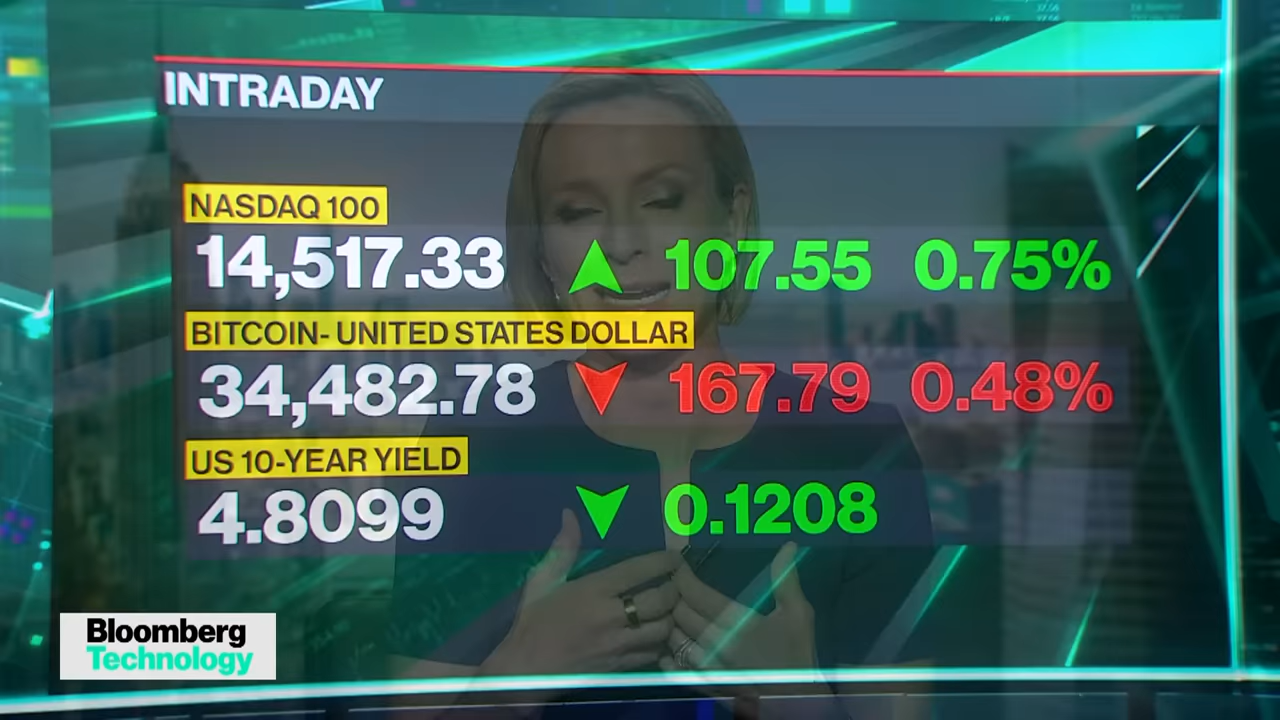 INTRADAY
NASDAQ 100
14,517.33 ▲ 107.55 0.75%
BITCOIN- UNITED STATES DOLLAR
34,482.78 ▼ 167.79 0.48%
US 10-YEAR YIELD
4.8099 ▼ 0.1208
Bloomberg
Technology